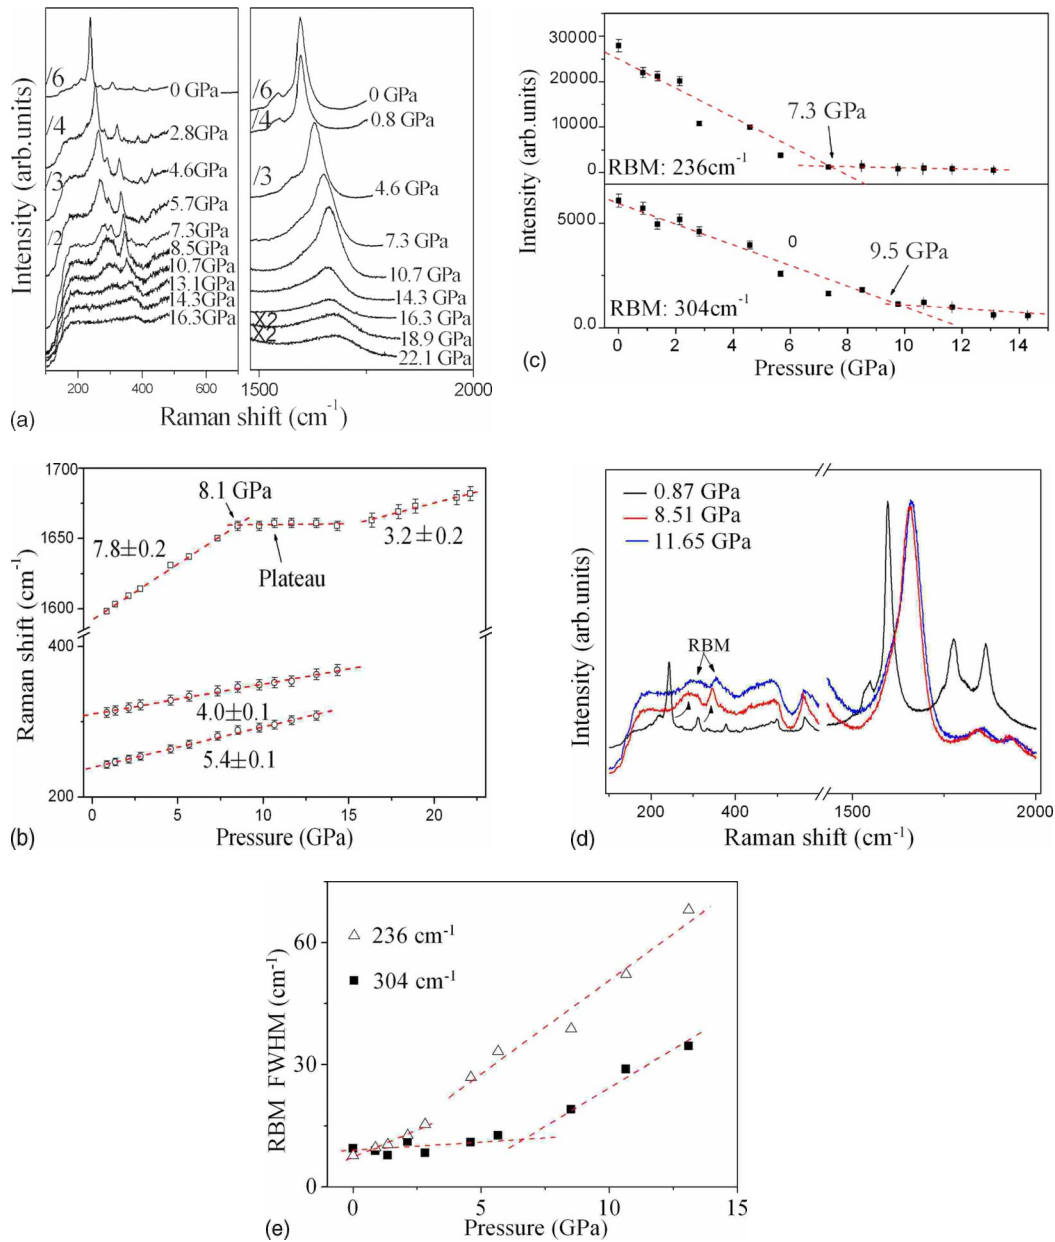 /6
/4
/3
/2
0 GPa
2.8GPa
4.6GPa
5.7GPa
7.3GPa
8.5GPa
10.7GPa
13.1GPa
14.3GPa
16.3GPa
Intensity (arb.units)
200 400 600
/6
/4
/3
X2
X2
0 GPa
0.8 GPa
4.6 GPa
7.3 GPa
10.7 GPa
14.3 GPa
16.3 GPa
18.9 GPa
22.1 GPa
1500 2000
Raman shift (cm-1)
(a)
30000
20000
10000
0
5000
0.0
Intensity (arb.units)
7.3 GPa
RBM: 236cm-1
0
9.5 GPa
RBM: 304cm-1
0 2 4 6 8 10 12 14
Pressure (GPa)
(c)
1700
1650
1600
400
200
Raman shift (cm-1)
8.1 GPa
7.8±0.2
Plateau
3.2±0.2
4.0±0.1
5.4±0.1
0 5 10 15 20
Pressure (GPa)
(b)
0.87 GPa
8.51 GPa
11.65 GPa
RBM
Intensity (arb.units)
200 400 1500 2000
Raman shift (cm-1)
(d)
60
30
0
RBM FWHM (cm-1)
236 cm-1
304 cm-1
0 5 10 15
Pressure (GPa)
(e)